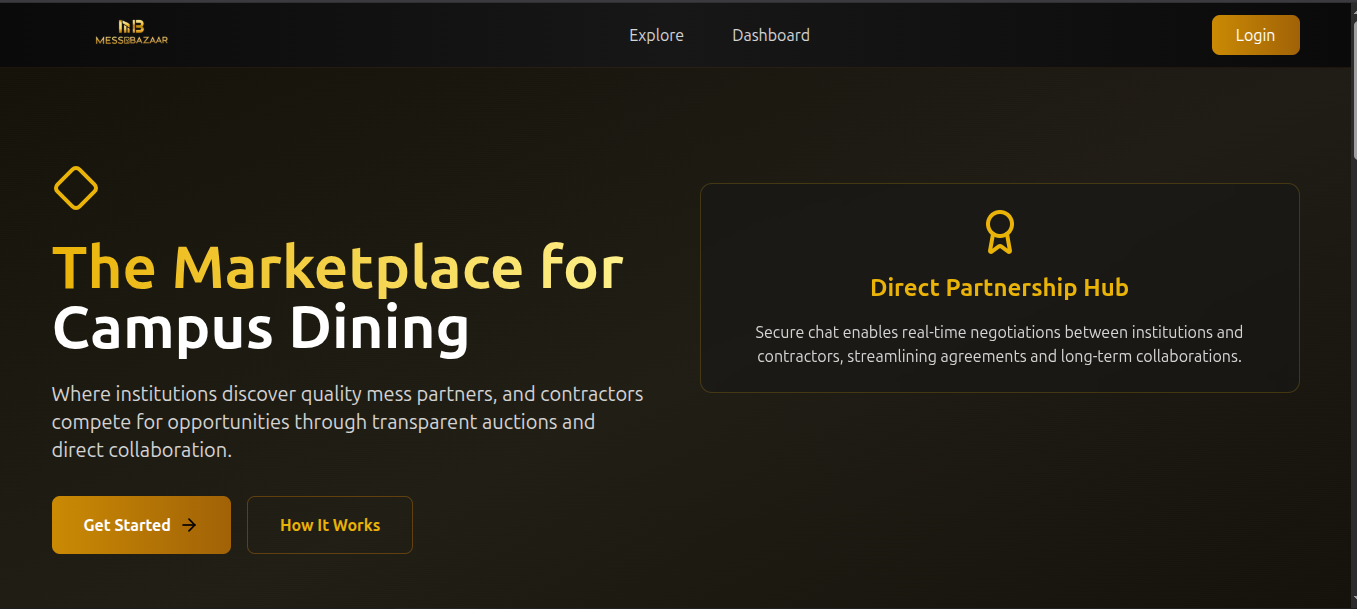 MB
MESSBAZAAR
Explore
Dashboard
Login
The Marketplace for
Campus Dining
Where institutions discover quality mess partners, and contractors
compete for opportunities through transparent auctions and
direct collaboration.
Get Started →
How It Works
Direct Partnership Hub
Secure chat enables real-time negotiations between institutions and
contractors, streamlining agreements and long-term collaborations.